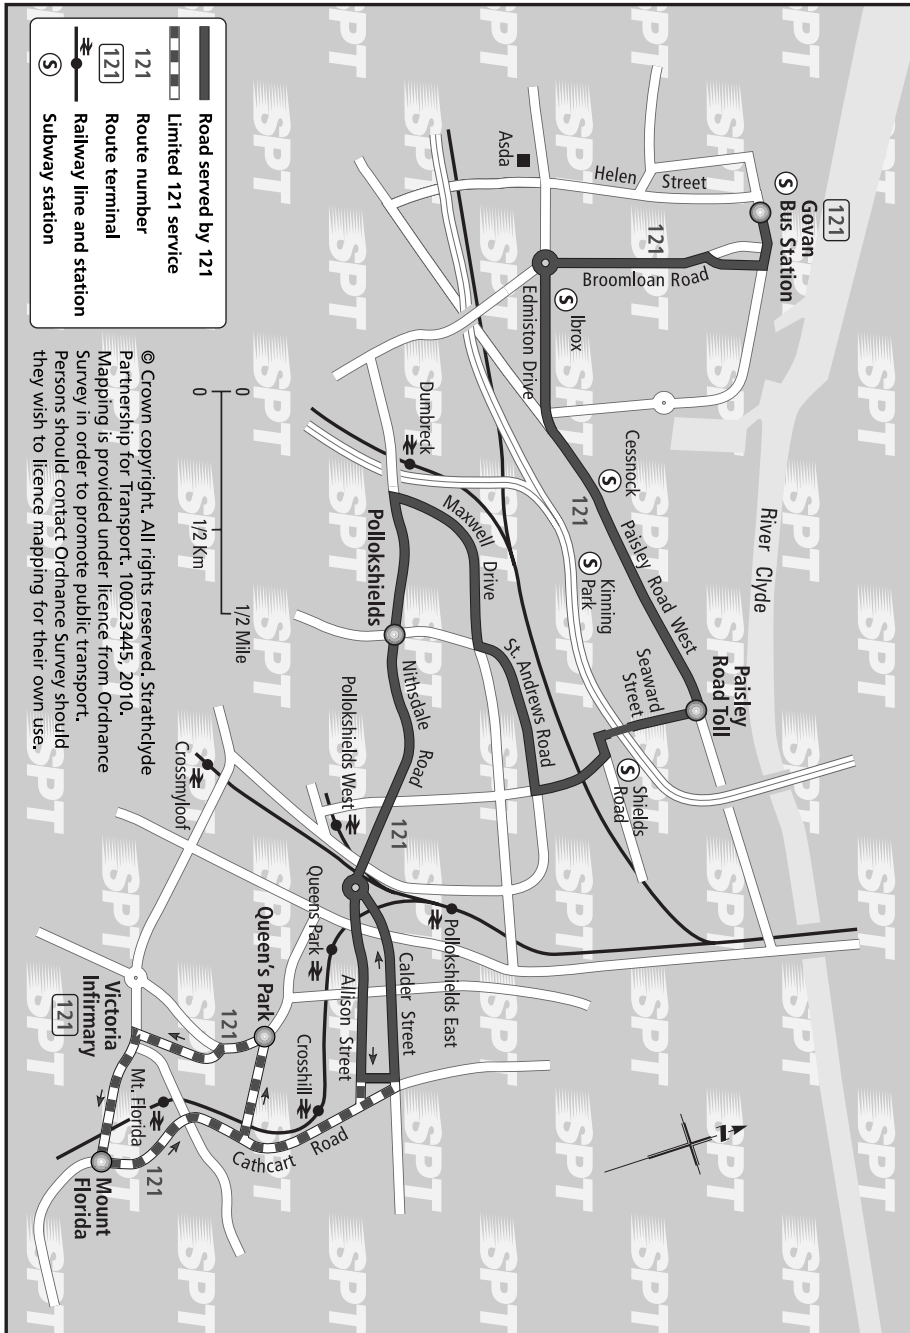 121
Govan
Bus Station
S
Helen Street
Asda
121
Broomloan Road
S
Ibrox
Edmiston Drive
Cessnock
S
Paisley Road West
121
River Clyde
S
Kinning
Park
Paisley
Road Toll
Seaward
Street
S
Shields
Road
Dumbreck
Maxwell Drive
St. Andrews Road
Pollokshields
Nithsdale Road
Pollokshields West
121
Crossmyloof
Pollokshields East
Queens Park
Calder Street
Allison Street
Queen's Park
Crosshill
121
Victoria
Infirmary
121
Mt. Florida
Cathcart Road
121
Mount
Florida
Road served by 121
Limited 121 service
121 Route number
121 Route terminal
Railway line and station
S Subway station
0 1/2 Mile
0 1/2 Km
© Crown copyright. All rights reserved. Strathclyde
Partnership for Transport. 100023445, 2010.
Mapping is provided under licence from Ordnance
Survey in order to promote public transport.
Persons should contact Ordnance Survey should
they wish to licence mapping for their own use.
SPT